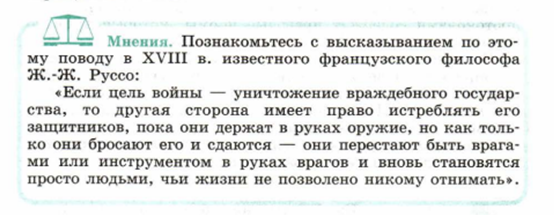 Мнения. Познакомьтесь с высказыванием по это-
му поводу в XVIII в. известного французского философа
Ж.-Ж. Руссо:
«Если цель войны — уничтожение враждебного государ-
ства, то другая сторона имеет право истреблять его
защитников, пока они держат в руках оружие, но как толь-
ко они бросают его и сдаются — они перестают быть врага-
ми или инструментом в руках врагов и вновь становятся
просто людьми, чьи жизни не позволено никому отнимать».